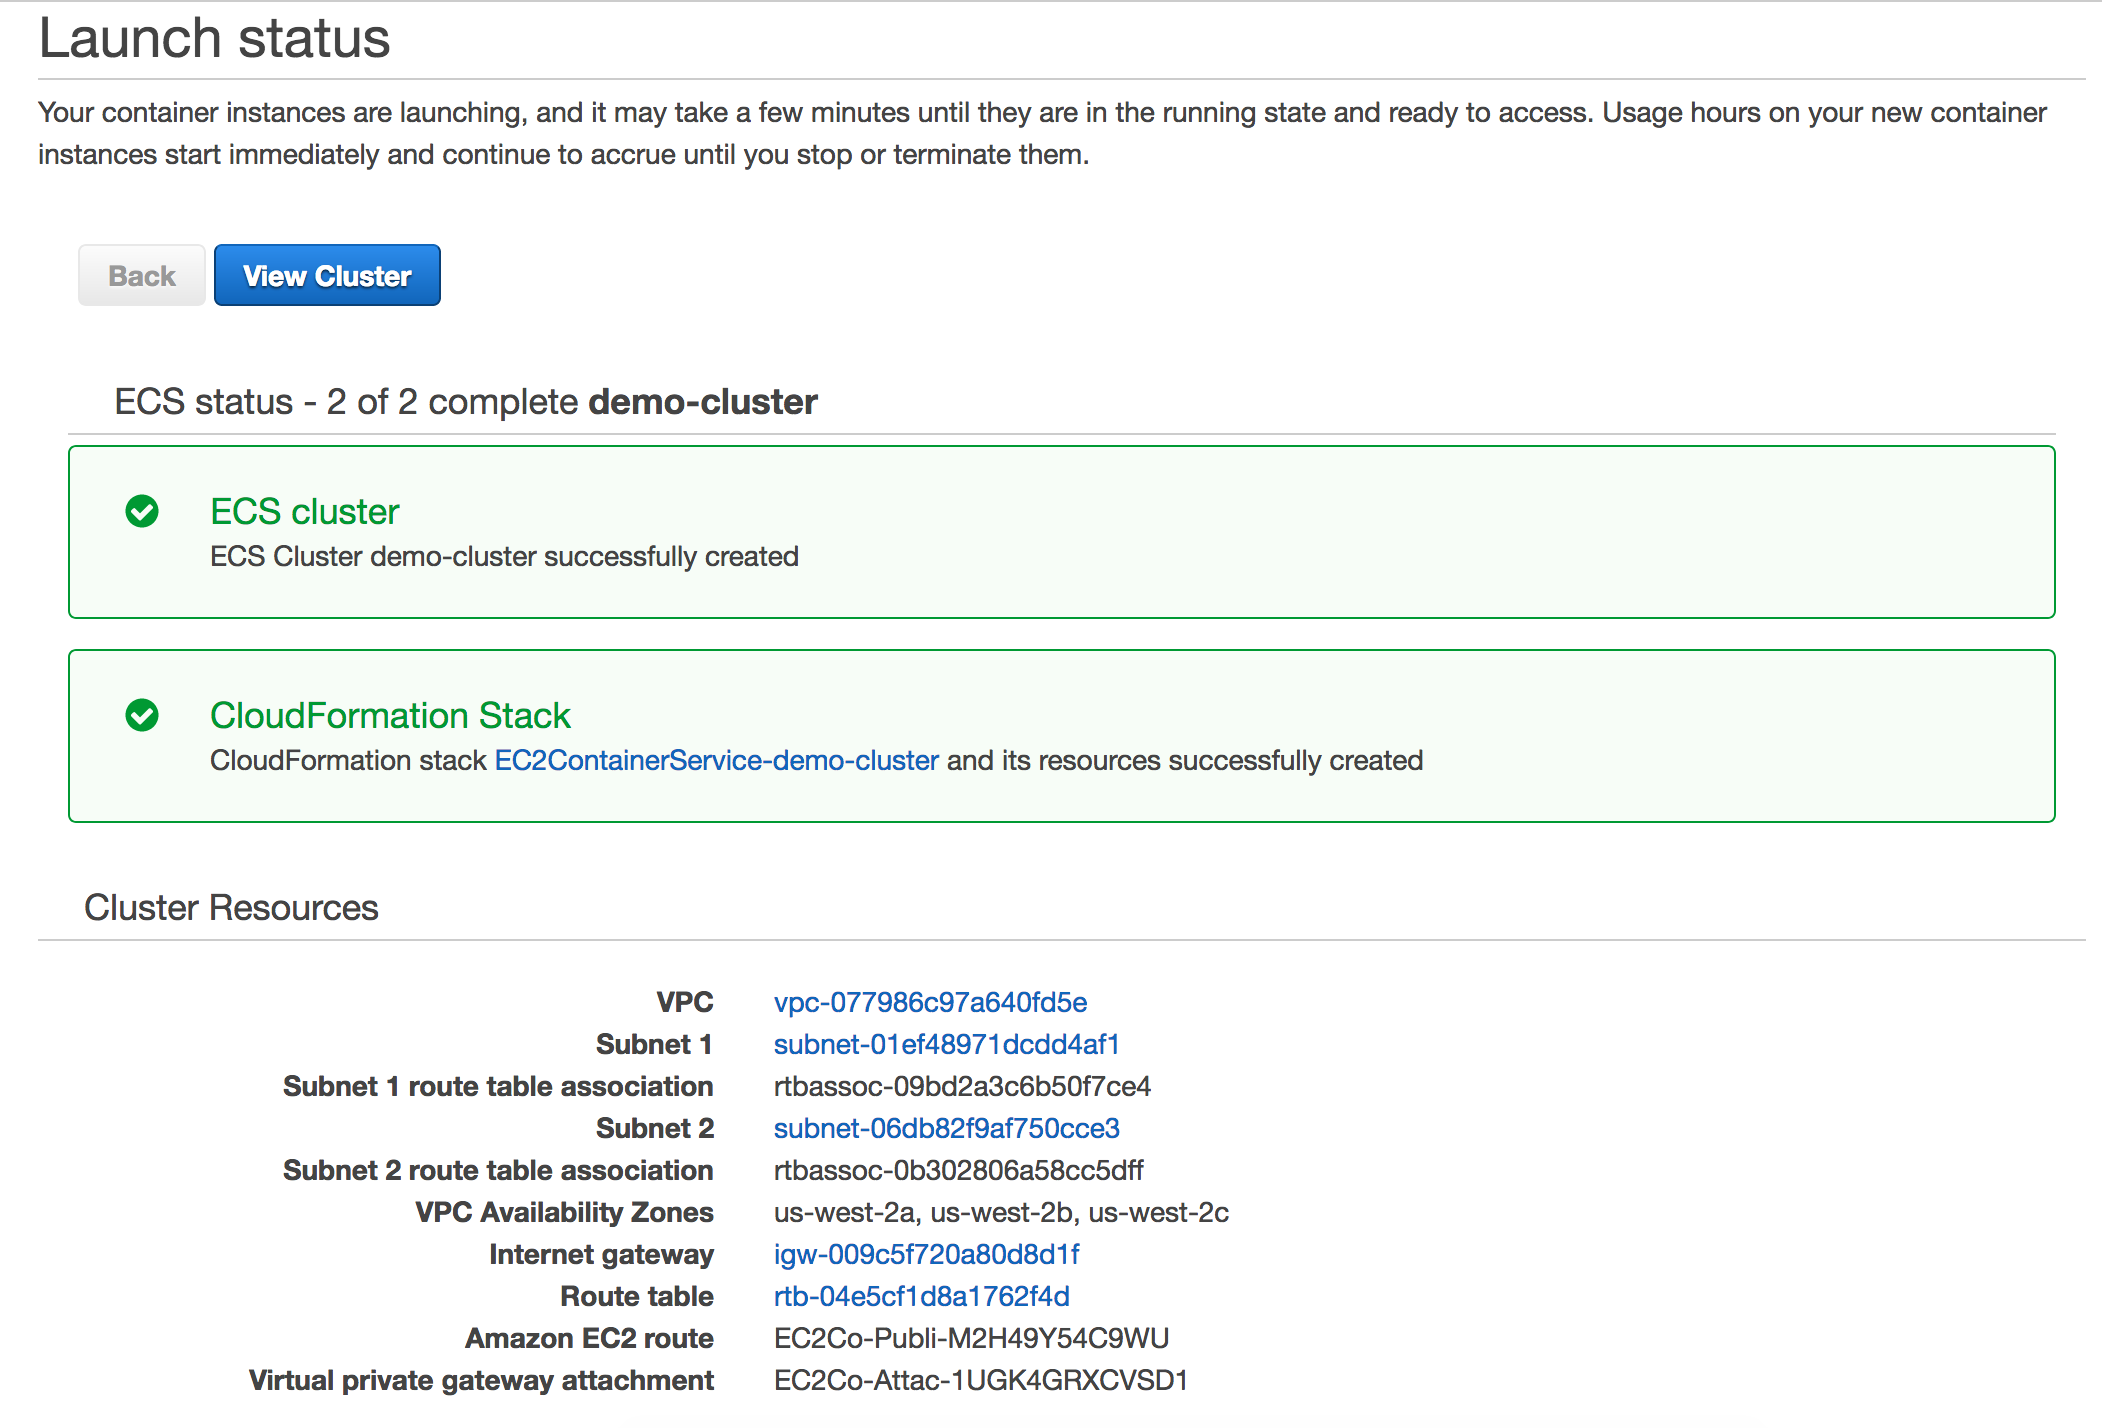 Launch status
Your container instances are launching, and it may take a few minutes until they are in the running state and ready to access. Usage hours on your new container
instances start immediately and continue to accrue until you stop or terminate them.
Back View Cluster
ECS status - 2 of 2 complete demo-cluster
ECS cluster
ECS Cluster demo-cluster successfully created
CloudFormation Stack
CloudFormation stack EC2ContainerService-demo-cluster and its resources successfully created
Cluster Resources
VPC vpc-077986c97a640fd5e
Subnet 1 subnet-01ef48971dcdd4af1
Subnet 1 route table association rtbassoc-09bd2a3c6b50f7ce4
Subnet 2 subnet-06db82f9af750cce3
Subnet 2 route table association rtbassoc-0b302806a58cc5dff
VPC Availability Zones us-west-2a, us-west-2b, us-west-2c
Internet gateway igw-009c5f720a80d8d1f
Route table rtb-04e5cf1d8a1762f4d
Amazon EC2 route EC2Co-Publi-M2H49Y54C9WU
Virtual private gateway attachment EC2Co-Attac-1UGK4GRXCVSD1